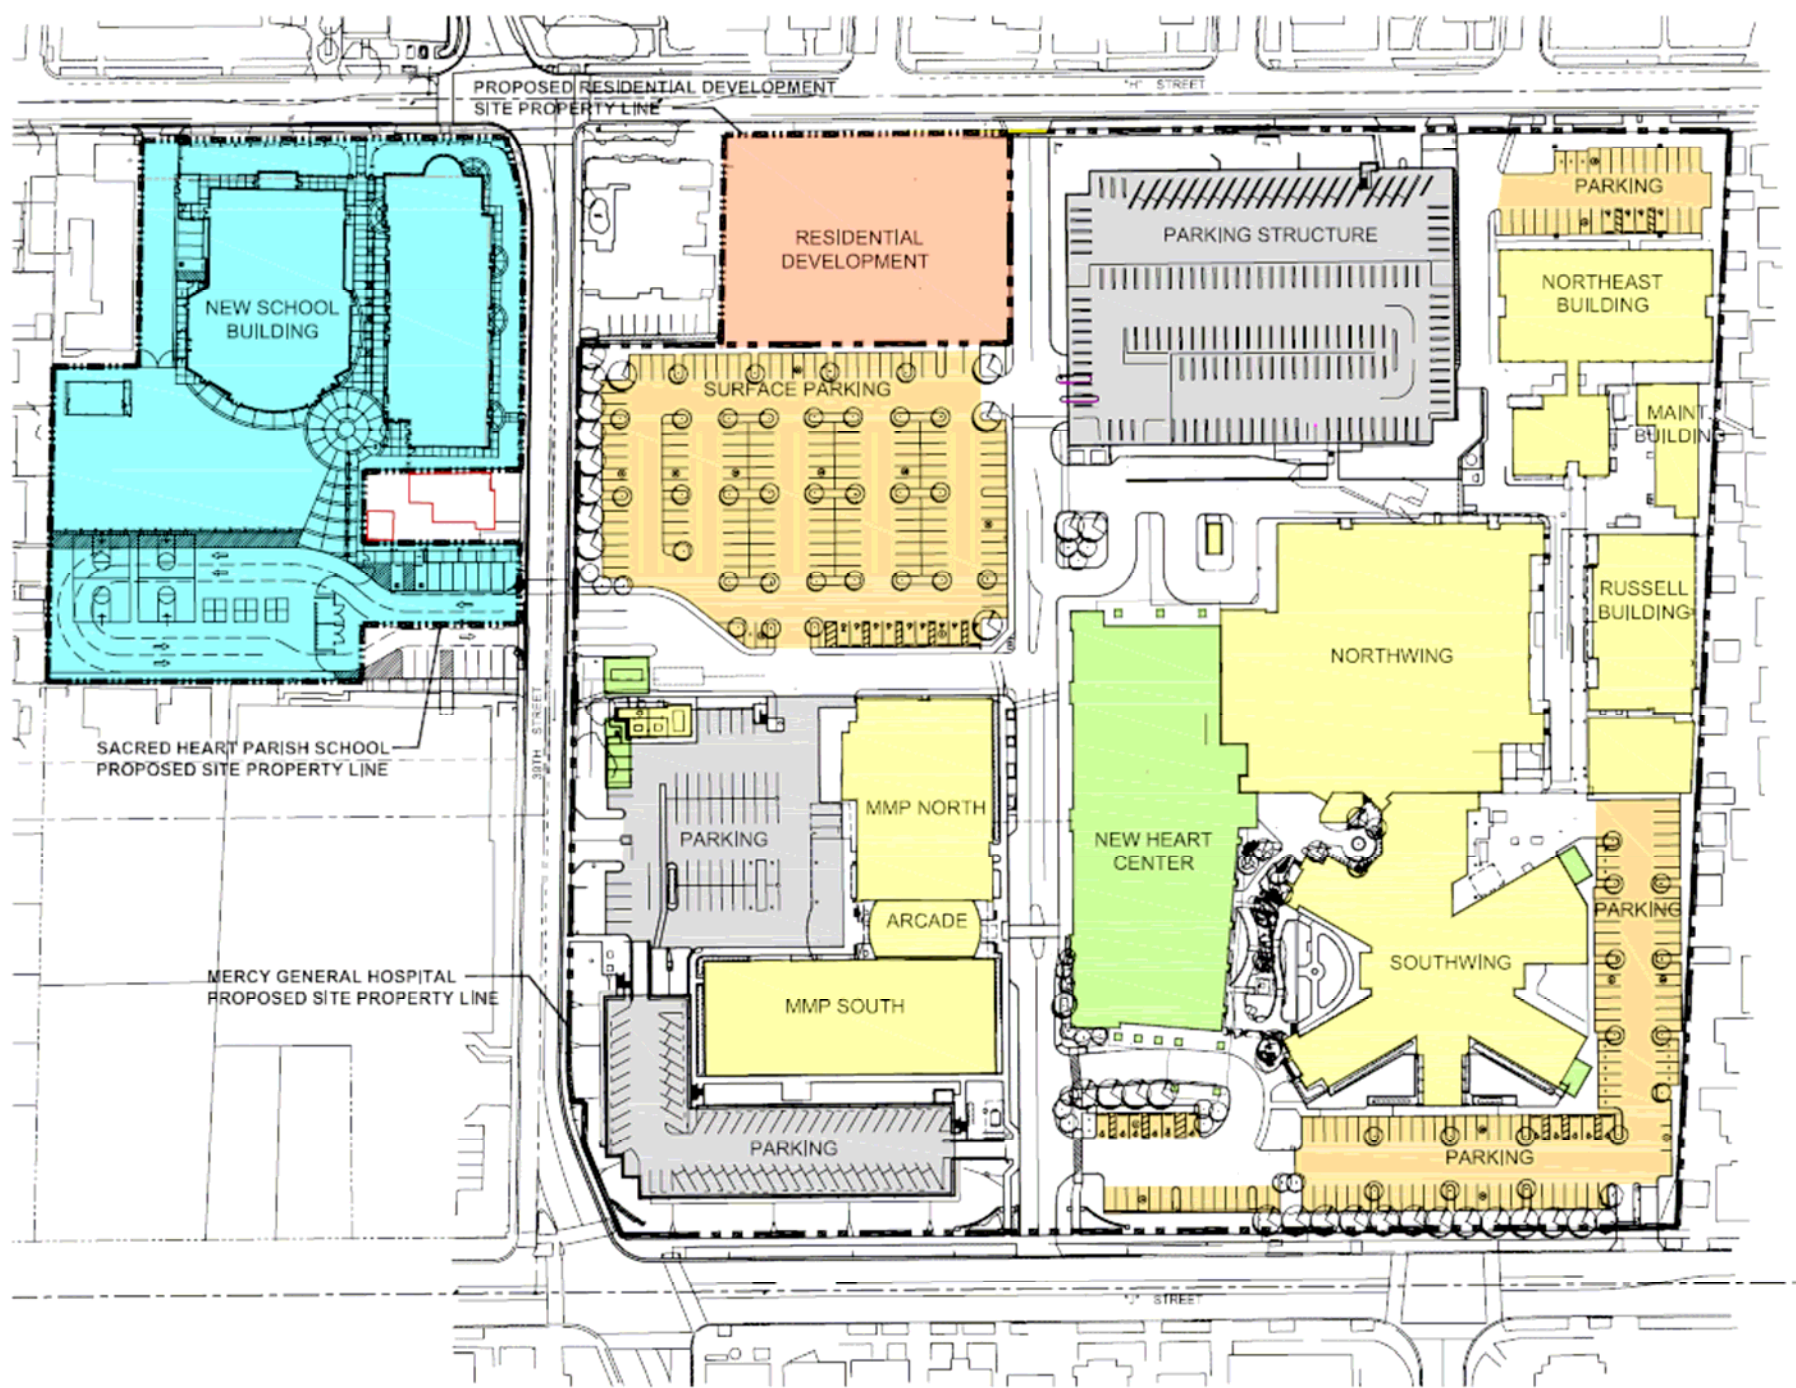 PROPOSED RESIDENTIAL DEVELOPMENT
SITE PROPERTY LINE
"H" STREET
PARKING
PARKING STRUCTURE
RESIDENTIAL
DEVELOPMENT
NORTHEAST
BUILDING
NEW SCHOOL
BUILDING
SURFACE PARKING
MAINT.
BUILDING
RUSSELL
BUILDING
NORTHWING
SACRED HEART PARISH SCHOOL
PROPOSED SITE PROPERTY LINE
39TH STREET
MMP NORTH
PARKING
NEW HEART
CENTER
PARKING
ARCADE
SOUTHWING
MERCY GENERAL HOSPITAL
PROPOSED SITE PROPERTY LINE
MMP SOUTH
PARKING
PARKING
"J" STREET